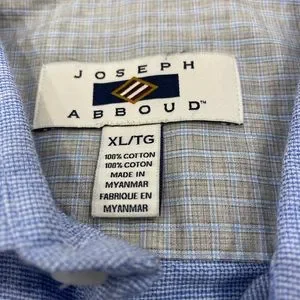 JOSEPH
ABBOUD™
XL/TG
100% COTTON
100% COTON
MADE IN
MYANMAR
FABRIQUE EN
MYANMAR